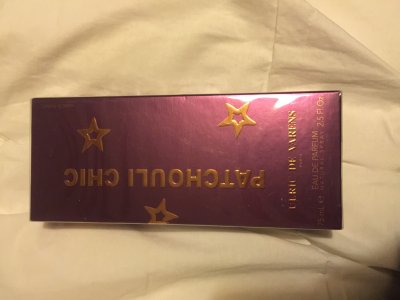 PATCHOULI CHIC
ULRIC DE VARENS
PARIS
EAU DE PARFUM
75ml e 2.5 Fl.Oz